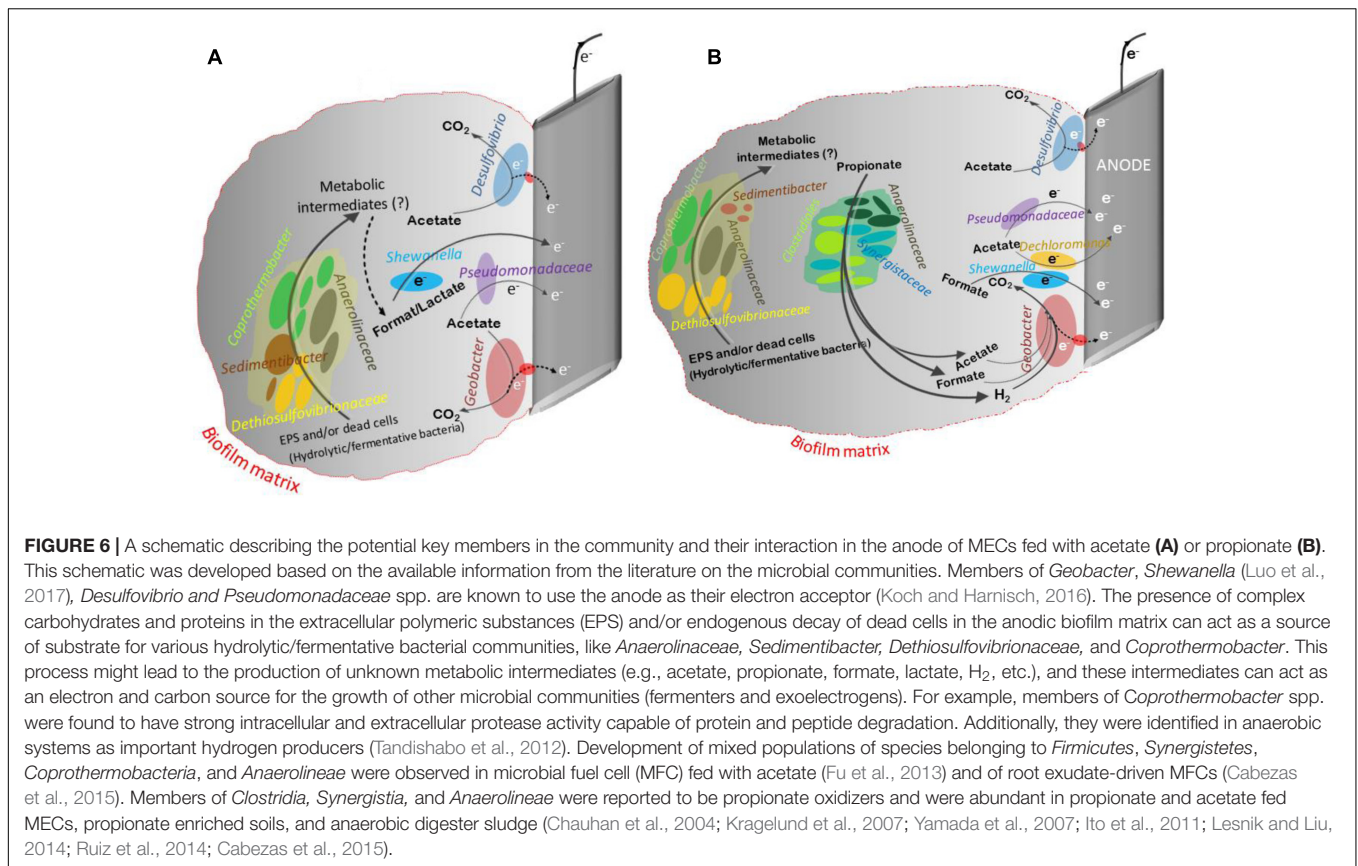 A
e-
CO2
Desulfovibrio
e-
e-
Metabolic
intermediates (?)
Acetate
Coprothermobacter
Anaerolinaceae
Shewanella
e-
e-
Pseudomonadaceae
e-
e-
Format/Lactate
Acetate
Sedimentibacter
Geobacter
e-
e-
Dethiosulfovibrionaceae
CO2
EPS and/or dead cells
(Hydrolytic/fermentative bacteria)
Biofilm matrix
B
e-
CO2
Desulfovibrio
e-
e-
ANODE
Metabolic
intermediates (?)
Propionate
Acetate
Coprothermobacter
Sedimentibacter
Anaerolinaceae
Clostridiales
Anaerolinaceae
Synergistaceae
e-
Pseudomonadaceae
e-
Acetate
Dechloromonas
e-
e-
Shewanella
Formate
e-
CO2
e-
Dethiosulfovibrionaceae
Geobacter
e-
e-
EPS and/or dead cells
(Hydrolytic/fermentative bacteria)
Acetate
Formate
H2
Biofilm matrix
FIGURE 6 | A schematic describing the potential key members in the community and their interaction in the anode of MECs fed with acetate (A) or propionate (B).
This schematic was developed based on the available information from the literature on the microbial communities. Members of Geobacter, Shewanella (Luo et al.,
2017), Desulfovibrio and Pseudomonadaceae spp. are known to use the anode as their electron acceptor (Koch and Harnisch, 2016). The presence of complex
carbohydrates and proteins in the extracellular polymeric substances (EPS) and/or endogenous decay of dead cells in the anodic biofilm matrix can act as a source
of substrate for various hydrolytic/fermentative bacterial communities, like Anaerolinaceae, Sedimentibacter, Dethiosulfovibrionaceae, and Coprothermobacter. This
process might lead to the production of unknown metabolic intermediates (e.g., acetate, propionate, formate, lactate, H2, etc.), and these intermediates can act as
an electron and carbon source for the growth of other microbial communities (fermenters and exoelectrogens). For example, members of Coprothermobacter spp.
were found to have strong intracellular and extracellular protease activity capable of protein and peptide degradation. Additionally, they were identified in anaerobic
systems as important hydrogen producers (Tandishabo et al., 2012). Development of mixed populations of species belonging to Firmicutes, Synergistetes,
Coprothermobacteria, and Anaerolineae were observed in microbial fuel cell (MFC) fed with acetate (Fu et al., 2013) and of root exudate-driven MFCs (Cabezas
et al., 2015). Members of Clostridia, Synergistia, and Anaerolineae were reported to be propionate oxidizers and were abundant in propionate and acetate fed
MECs, propionate enriched soils, and anaerobic digester sludge (Chauhan et al., 2004; Kragelund et al., 2007; Yamada et al., 2007; Ito et al., 2011; Lesnik and Liu,
2014; Ruiz et al., 2014; Cabezas et al., 2015).